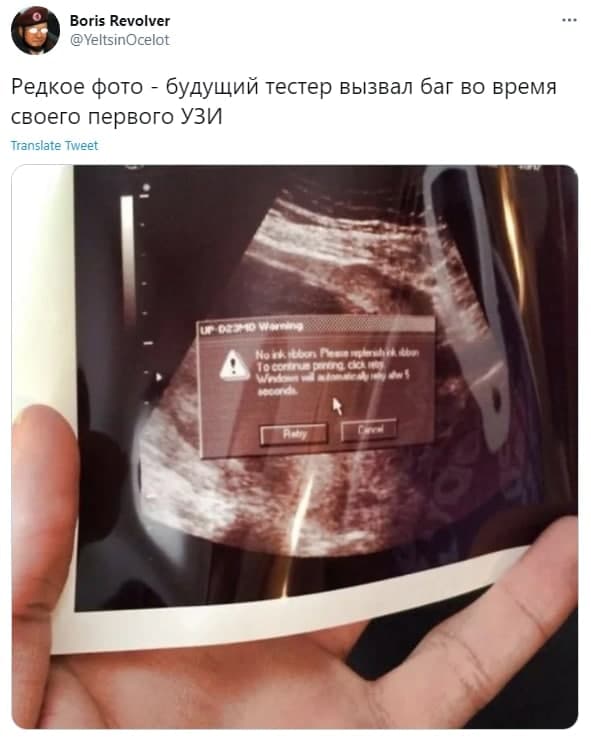 Boris Revolver
@YeltsinOcelot
Редкое фото - будущий тестер вызвал баг во время
своего первого УЗИ
Translate Tweet
UP-D23MD Warning
No ink ribbon. Please replenish ink ribbon
To continue printing, click retry.
Windows will automatically retry after 5
seconds.
Retry
Cancel